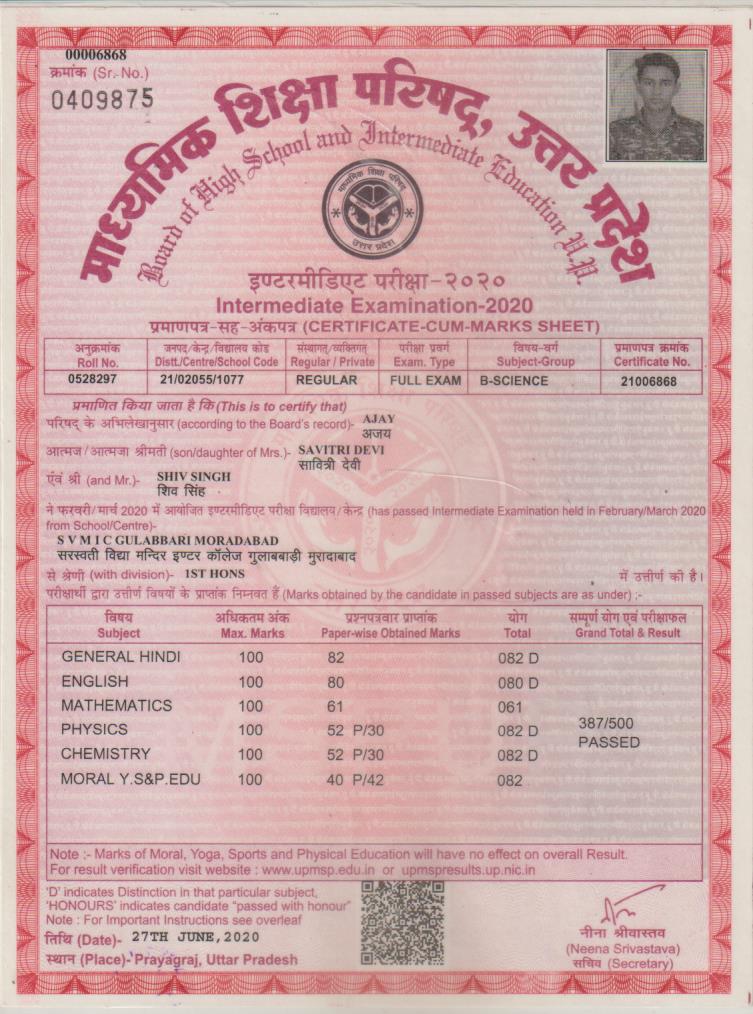 00006868
क्रमांक (Sr. No.)
0409875
माध्यमिक शिक्षा परिषद्, उत्तर प्रदेश
Board of High School and Intermediate Education U.P.
माध्यमिक शिक्षा परिषद्
उत्तर प्रदेश
इण्टरमीडिएट परीक्षा-२०२०
Intermediate Examination-2020
प्रमाणपत्र-सह-अंकपत्र (CERTIFICATE-CUM-MARKS SHEET)
अनुक्रमांक जनपद/केन्द्र/विद्यालय कोड संस्थागत/व्यक्तिगत परीक्षा प्रवर्ग विषय-वर्ग प्रमाणपत्र क्रमांक
Roll No. Distt./Centre/School Code Regular / Private Exam. Type Subject-Group Certificate No.
0528297 21/02055/1077 REGULAR FULL EXAM B-SCIENCE 21006868
प्रमाणित किया जाता है कि (This is to certify that)
परिषद् के अभिलेखानुसार (according to the Board's record)- AJAY
अजय
आत्मज/आत्मजा श्रीमती (son/daughter of Mrs.)- SAVITRI DEVI
सावित्री देवी
एवं श्री (and Mr.)- SHIV SINGH
शिव सिंह
ने फरवरी/मार्च 2020 में आयोजित इण्टरमीडिएट परीक्षा विद्यालय/केन्द्र (has passed Intermediate Examination held in February/March 2020
from School/Centre)-
S V M I C GULABBARI MORADABAD
सरस्वती विद्या मन्दिर इण्टर कॉलेज गुलाबबाड़ी मुरादाबाद
से श्रेणी (with division)- 1ST HONS में उत्तीर्ण की है।
परीक्षार्थी द्वारा उत्तीर्ण विषयों के प्राप्तांक निम्नवत हैं (Marks obtained by the candidate in passed subjects are as under) :-
विषय अधिकतम अंक प्रश्नपत्रवार प्राप्तांक योग सम्पूर्ण योग एवं परीक्षाफल
Subject Max. Marks Paper-wise Obtained Marks Total Grand Total & Result
GENERAL HINDI 100 82 082 D
ENGLISH 100 80 080 D
MATHEMATICS 100 61 061
PHYSICS 100 52 P/30 082 D 387/500
CHEMISTRY 100 52 P/30 082 D PASSED
MORAL Y.S&P.EDU 100 40 P/42 082
Note :- Marks of Moral, Yoga, Sports and Physical Education will have no effect on overall Result.
For result verification visit website : www.upmsp.edu.in or upmspresults.up.nic.in
'D' indicates Distinction in that particular subject,
'HONOURS' indicates candidate "passed with honour"
Note : For Important Instructions see overleaf
तिथि (Date)- 27TH JUNE,2020
स्थान (Place)- Prayagraj, Uttar Pradesh
नीना श्रीवास्तव
(Neena Srivastava)
सचिव (Secretary)